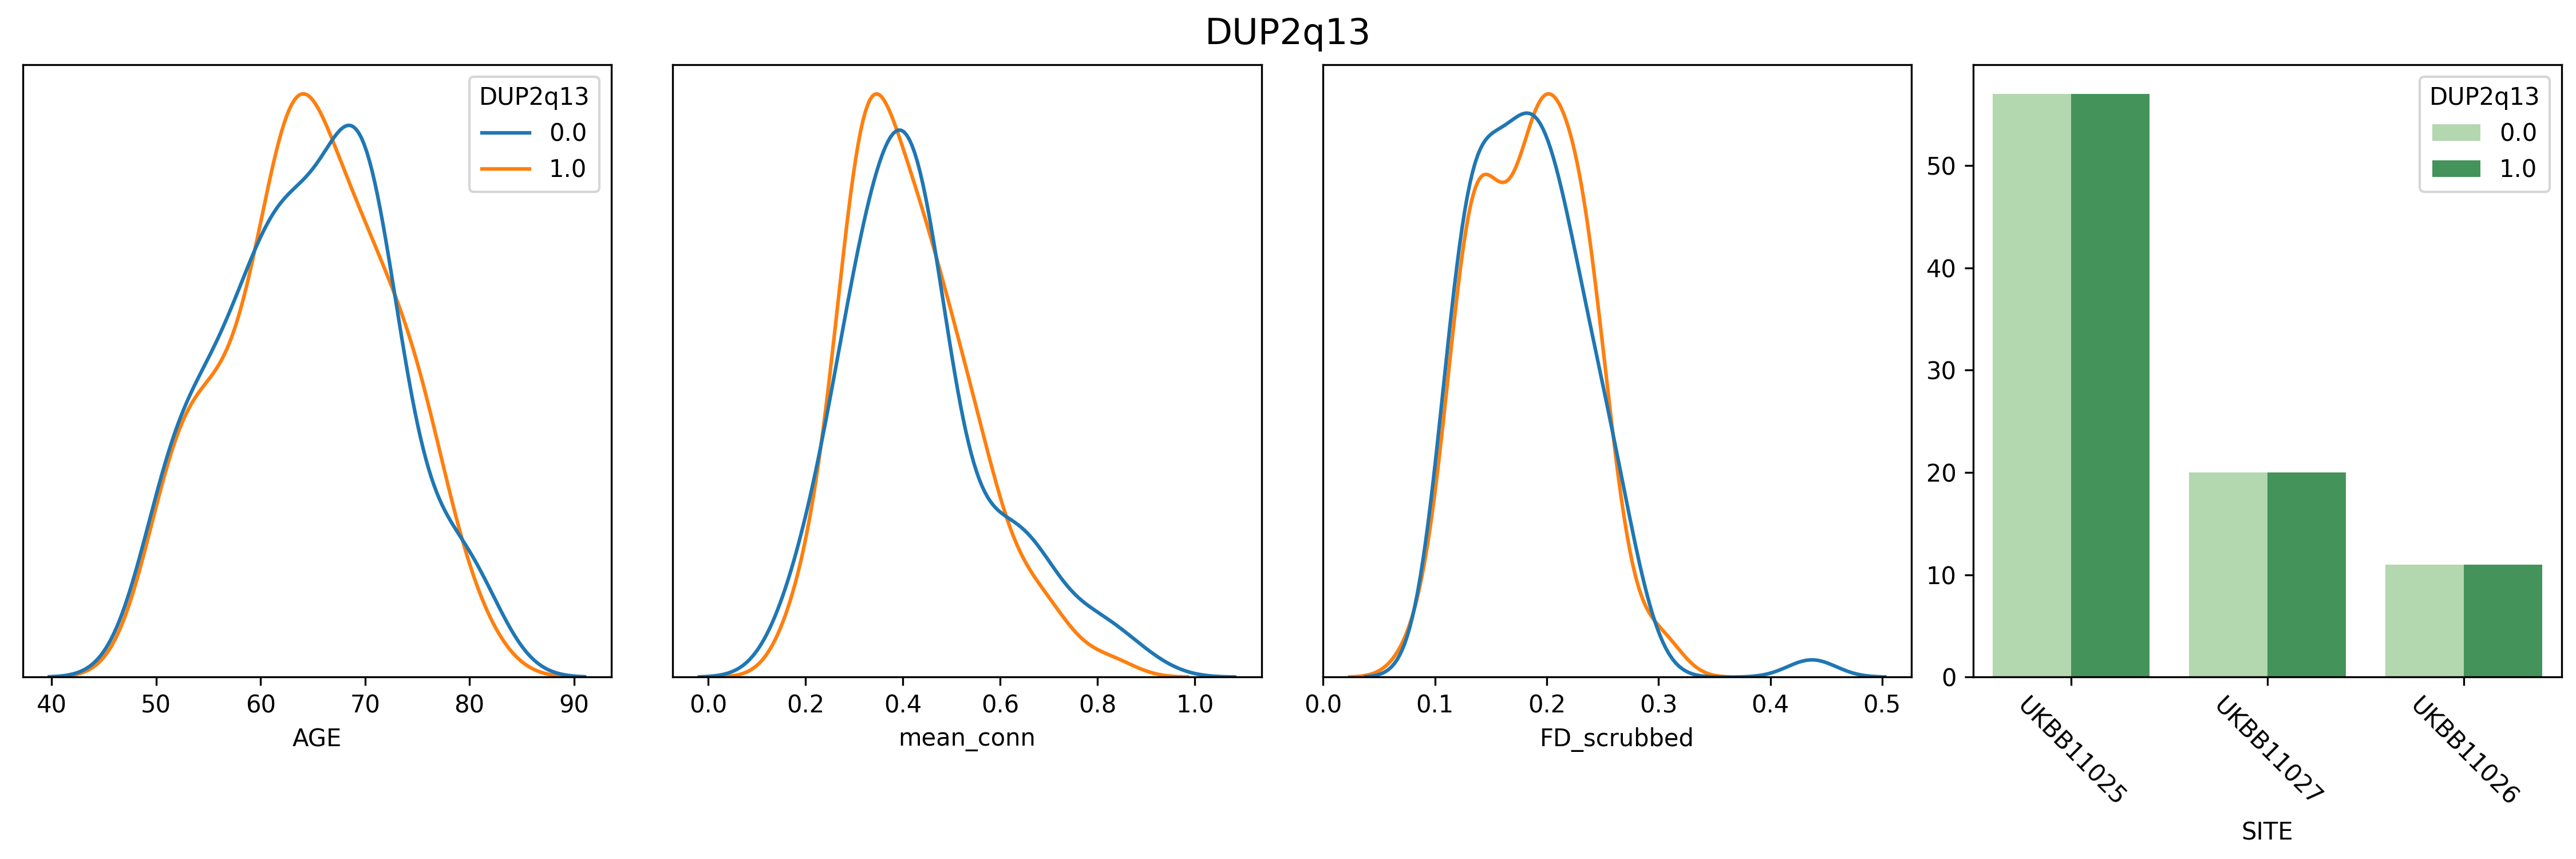 DUP2q13
DUP2q13
0.0
1.0
40 50 60 70 80 90
AGE
0.0 0.2 0.4 0.6 0.8 1.0
mean_conn
0.0 0.1 0.2 0.3 0.4 0.5
FD_scrubbed
DUP2q13
0.0
1.0
50
40
30
20
10
0
UKBB11025 UKBB11027 UKBB11026
SITE